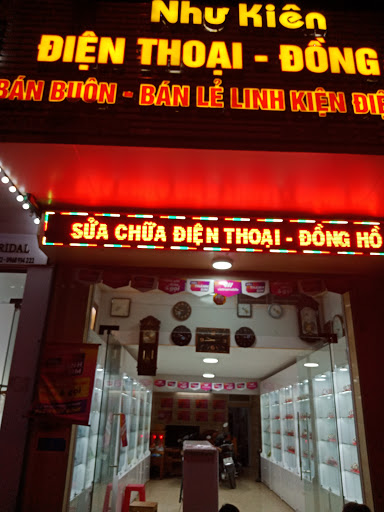 Như Kiên
ĐIỆN THOẠI - ĐỒNG
BÁN BUÔN - BÁN LẺ LINH KIỆN ĐIỆ
SỬA CHỮA ĐIỆN THOẠI - ĐỒNG HỒ
RIDAL